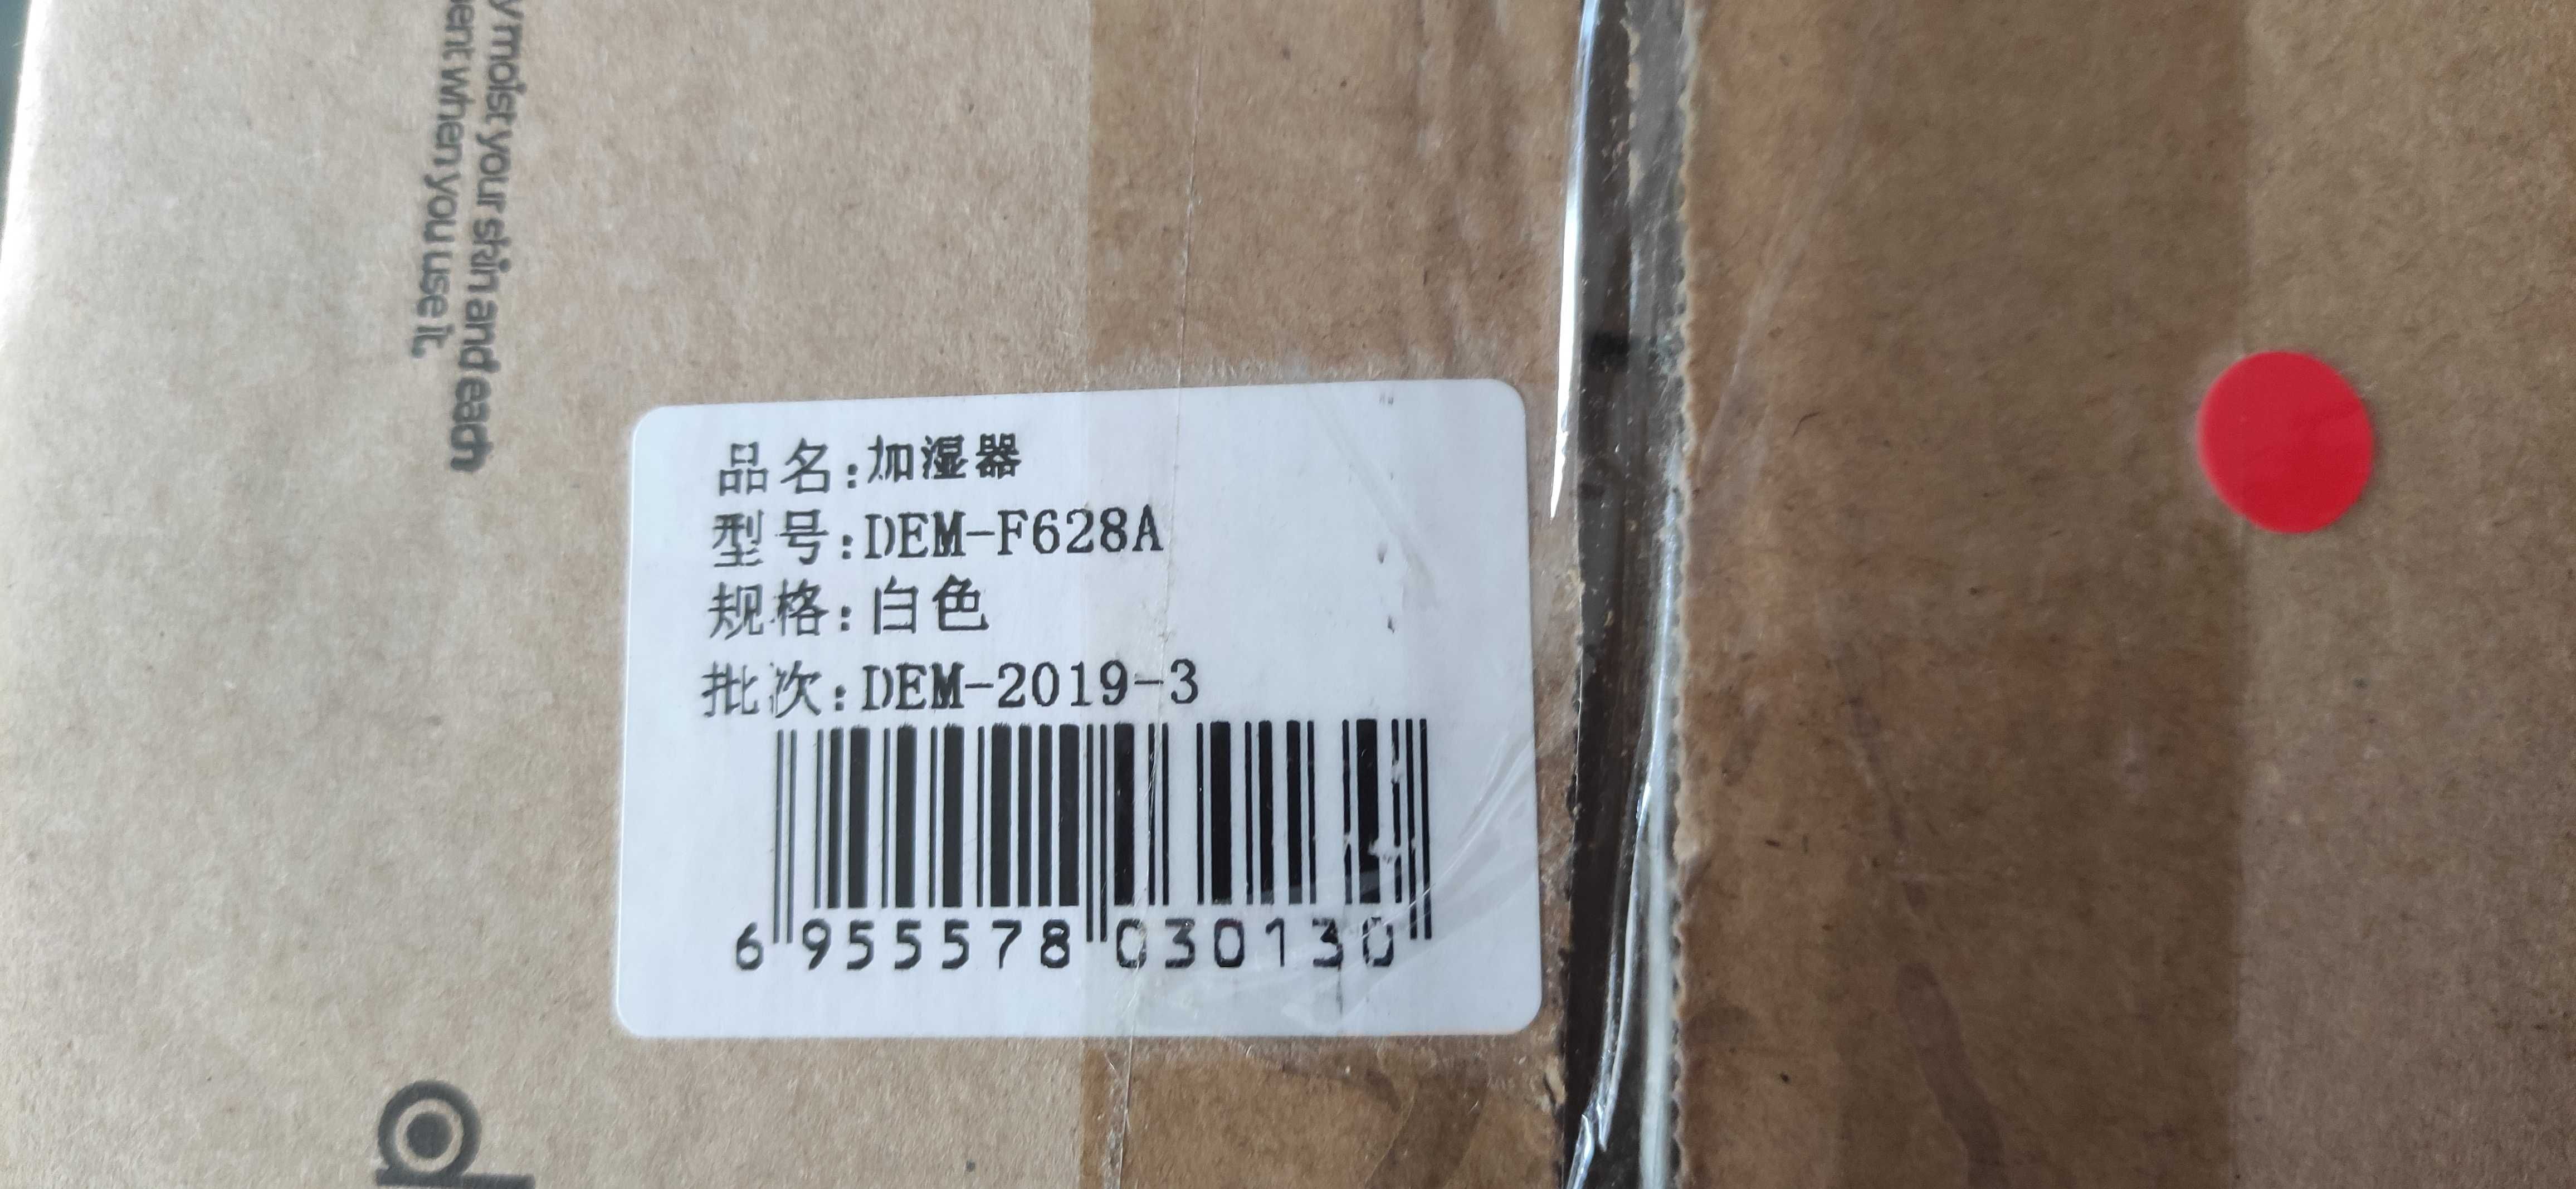 y moist your skin and each
ent when you use it.
品名:加湿器
型号:DEM-F628A
规格:白色
批次:DEM-2019-3
6 955578 030130
d